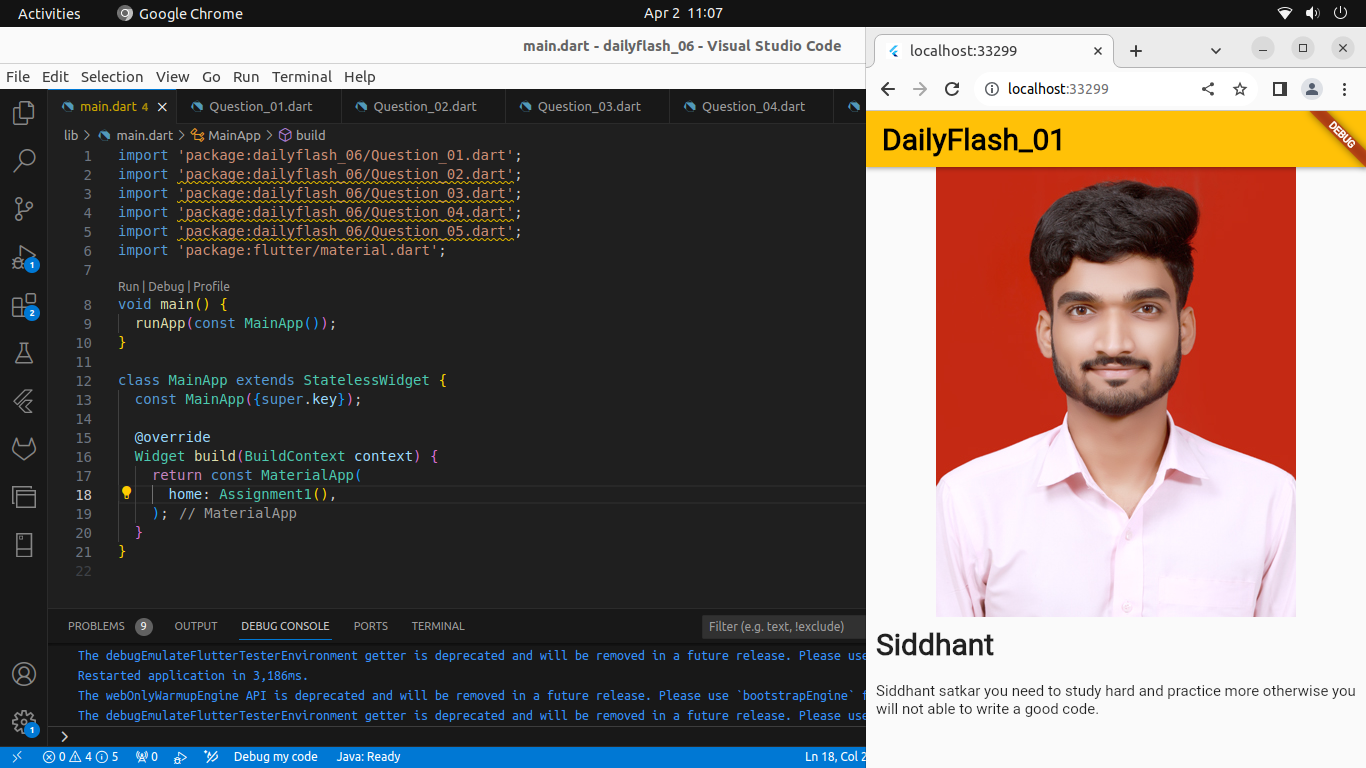 Activities Google Chrome Apr 2 11:07
main.dart - dailyflash_06 - Visual Studio Code
File Edit Selection View Go Run Terminal Help
main.dart 4 Question_01.dart Question_02.dart Question_03.dart Question_04.dart
lib > main.dart > MainApp > build
1 import 'package:dailyflash_06/Question_01.dart';
2 import 'package:dailyflash_06/Question_02.dart';
3 import 'package:dailyflash_06/Question_03.dart';
4 import 'package:dailyflash_06/Question_04.dart';
5 import 'package:dailyflash_06/Question_05.dart';
6 import 'package:flutter/material.dart';
7
Run | Debug | Profile
8 void main() {
9 runApp(const MainApp());
10 }
11
12 class MainApp extends StatelessWidget {
13 const MainApp({super.key});
14
15 @override
16 Widget build(BuildContext context) {
17 return const MaterialApp(
18 home: Assignment1(),
19 ); // MaterialApp
20 }
21 }
22
1
2
1
PROBLEMS 9 OUTPUT DEBUG CONSOLE PORTS TERMINAL Filter (e.g. text, !exclude)
The debugEmulateFlutterTesterEnvironment getter is deprecated and will be removed in a future release. Please use
Restarted application in 3,186ms.
The webOnlyWarmupEngine API is deprecated and will be removed in a future release. Please use `bootstrapEngine` f
The debugEmulateFlutterTesterEnvironment getter is deprecated and will be removed in a future release. Please use
>
0 4 5 0 Debug my code Java: Ready Ln 18, Col 2
localhost:33299
localhost:33299
DailyFlash_01
DEBUG
Siddhant
Siddhant satkar you need to study hard and practice more otherwise you
will not able to write a good code.